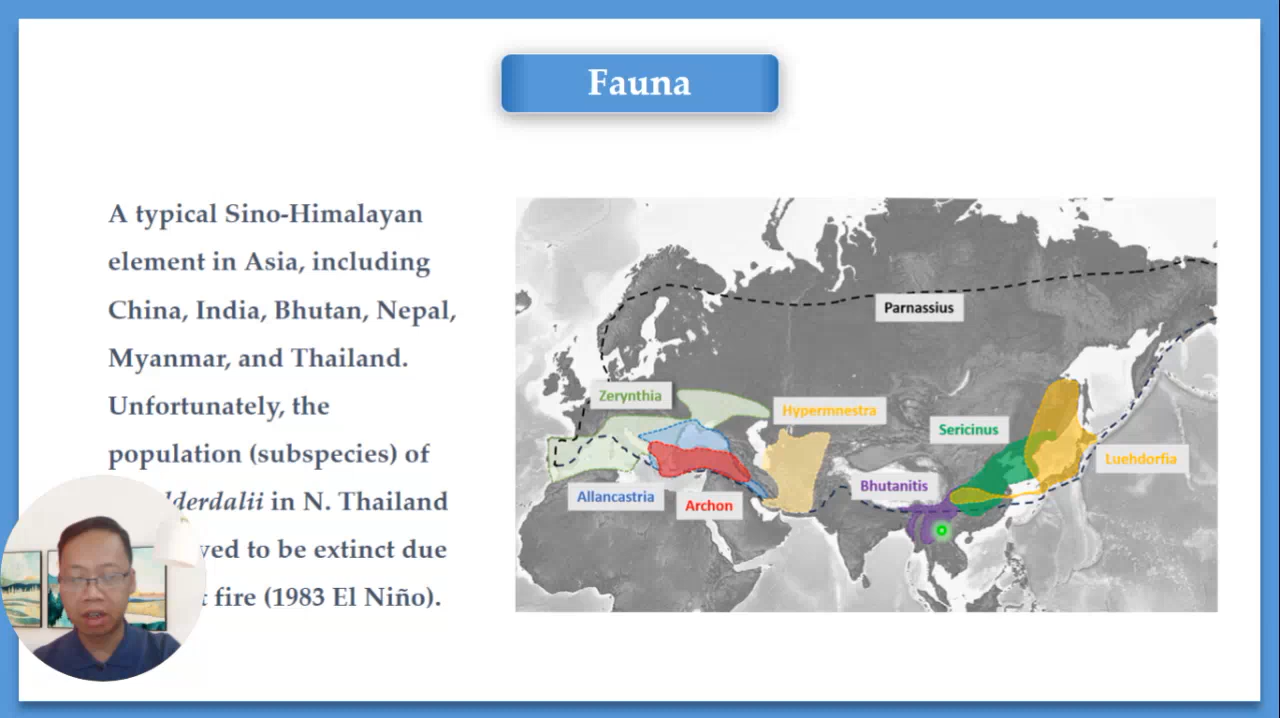 Fauna
A typical Sino-Himalayan
element in Asia, including
China, India, Bhutan, Nepal,
Myanmar, and Thailand.
Unfortunately, the
population (subspecies) of
in N. Thailand
to be extinct due
fire (1983 El Niño).
Parnassius
Zerynthia
Hypermnestra
Sericinus
Luehdorfia
Bhutanitis
Allancastria
Archon